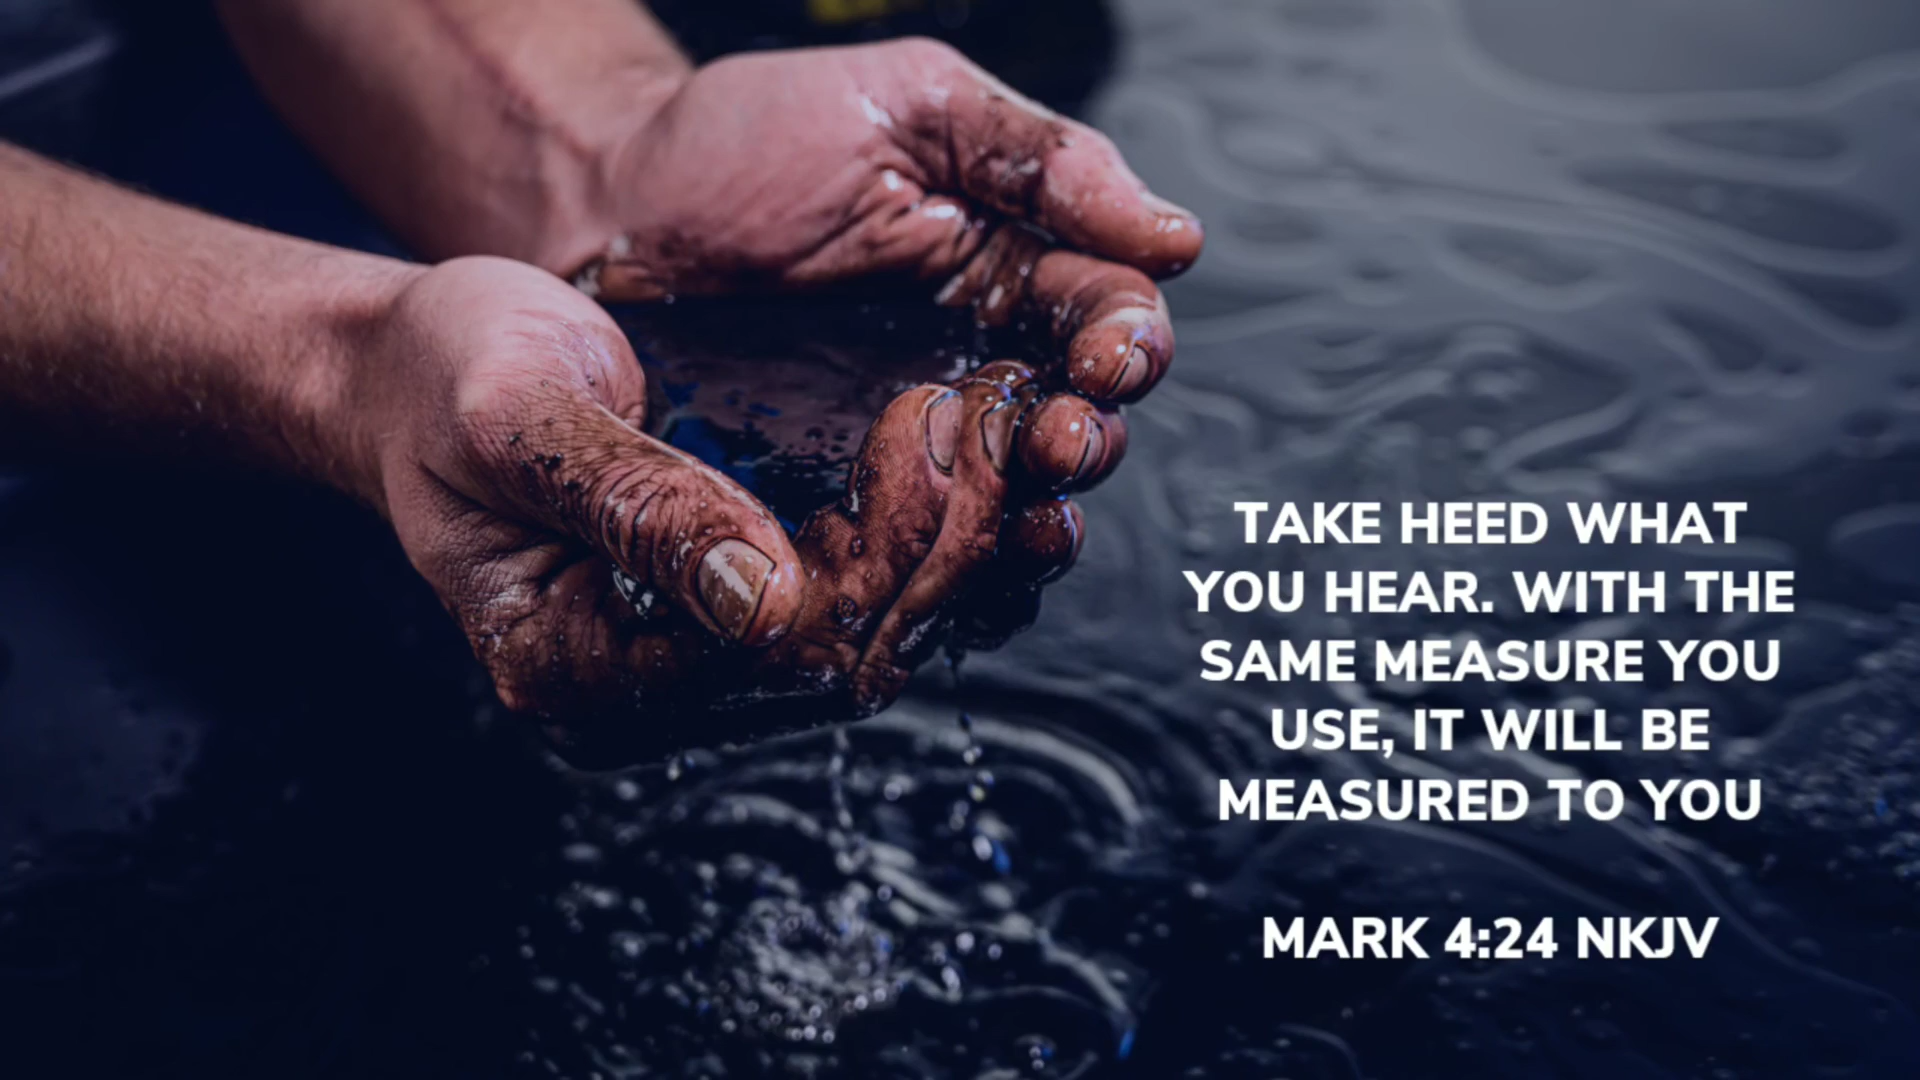 TAKE HEED WHAT
YOU HEAR. WITH THE
SAME MEASURE YOU
USE, IT WILL BE
MEASURED TO YOU
MARK 4:24 NKJV